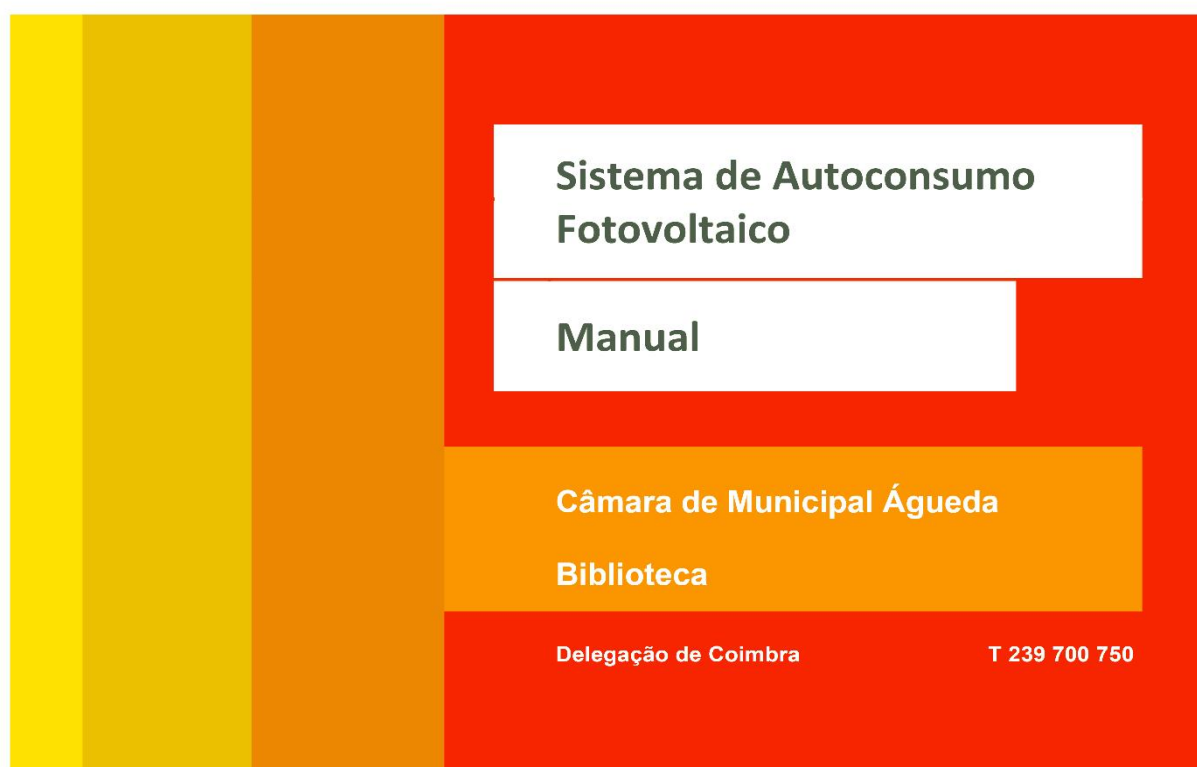 Sistema de Autoconsumo
Fotovoltaico
Manual
Câmara de Municipal Águeda
Biblioteca
Delegação de Coimbra T 239 700 750